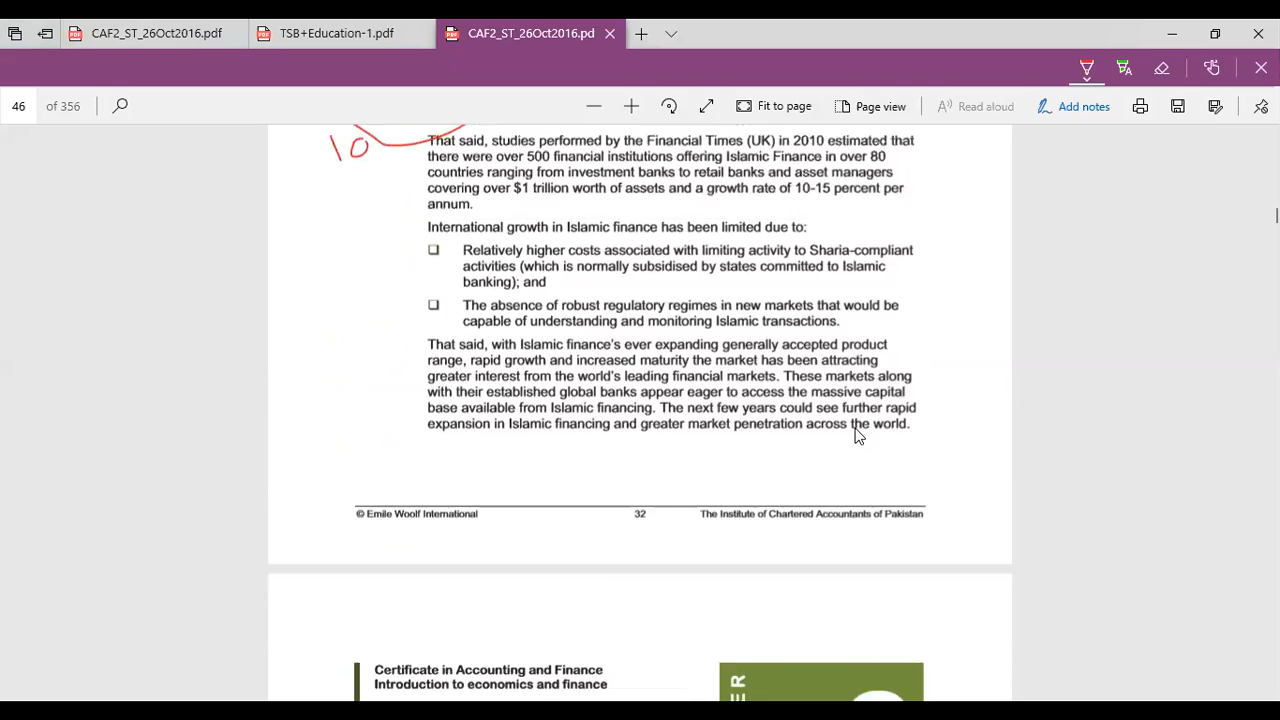 CAF2_ST_26Oct2016.pdf
TSB+Education-1.pdf
CAF2_ST_26Oct2016.pd
46 of 356
Fit to page
Page view
Read aloud
Add notes
10
That said, studies performed by the Financial Times (UK) in 2010 estimated that
there were over 500 financial institutions offering Islamic Finance in over 80
countries ranging from investment banks to retail banks and asset managers
covering over $1 trillion worth of assets and a growth rate of 10-15 percent per
annum.
International growth in Islamic finance has been limited due to:
❑ Relatively higher costs associated with limiting activity to Sharia-compliant
activities (which is normally subsidised by states committed to Islamic
banking); and
❑ The absence of robust regulatory regimes in new markets that would be
capable of understanding and monitoring Islamic transactions.
That said, with Islamic finance's ever expanding generally accepted product
range, rapid growth and increased maturity the market has been attracting
greater interest from the world's leading financial markets. These markets along
with their established global banks appear eager to access the massive capital
base available from Islamic financing. The next few years could see further rapid
expansion in Islamic financing and greater market penetration across the world.
© Emile Woolf International 32 The Institute of Chartered Accountants of Pakistan
Certificate in Accounting and Finance
Introduction to economics and finance
ER